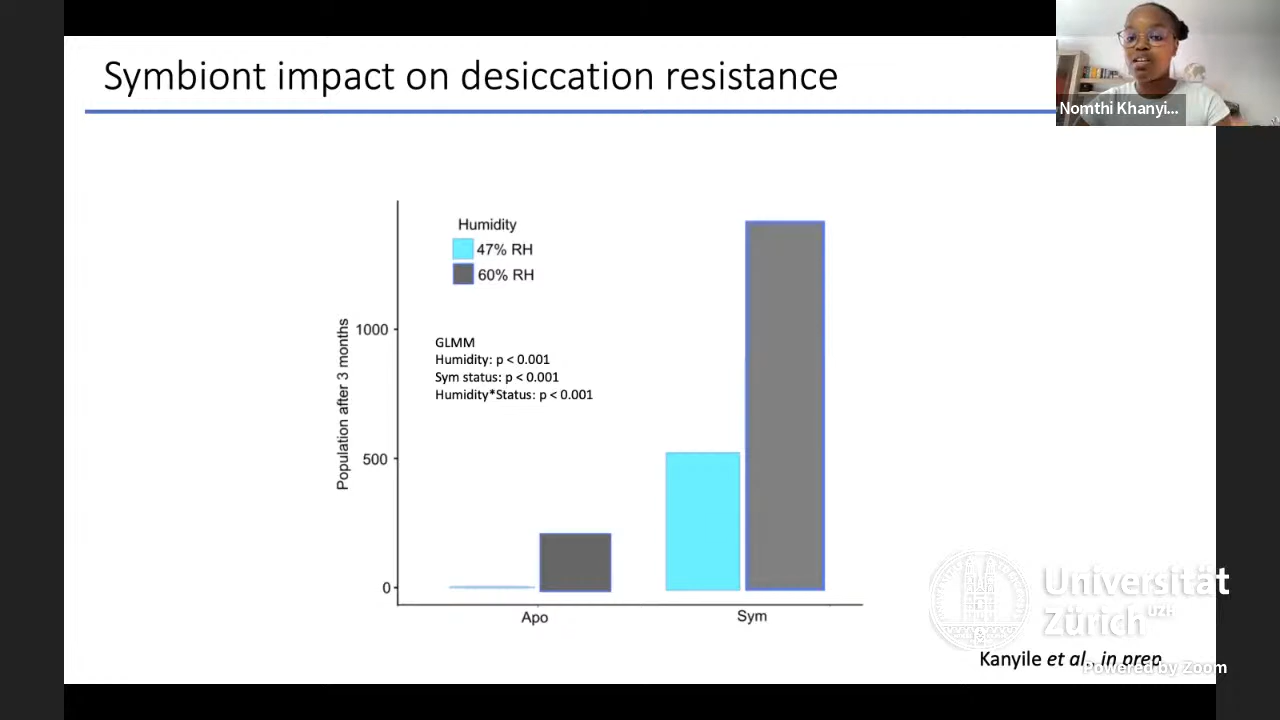 Symbiont impact on desiccation resistance
Nomthi Khanyi...
Humidity
47% RH
60% RH
GLMM
Humidity: p < 0.001
Sym status: p < 0.001
Humidity*Status: p < 0.001
Population after 3 months
1000
500
0
Apo
Sym
Universität
Zürich UZH
Kanyile et al., in prep
Powered by Zoom